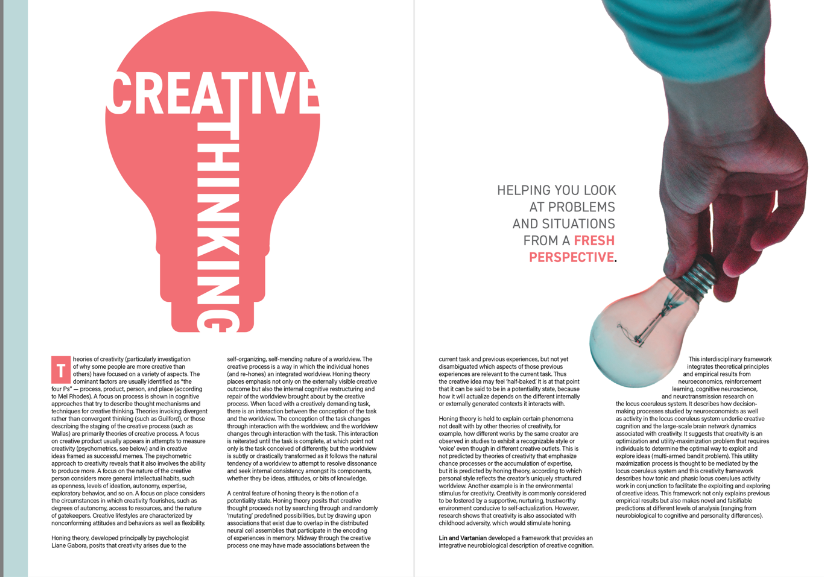 CREATIVE
THINKING
HELPING YOU LOOK
AT PROBLEMS
AND SITUATIONS
FROM A FRESH
PERSPECTIVE.
Theories of creativity (particularly investigation
of why some people are more creative than
others) have focused on a variety of aspects. The
dominant factors are usually identified as "the
four Ps" — process, product, person, and place (according
to Mel Rhodes). A focus on process is shown in cognitive
approaches that try to describe thought mechanisms and
techniques for creative thinking. Theories invoking divergent
rather than convergent thinking (such as Guilford), or those
describing the staging of the creative process (such as
Wallas) are primarily theories of creative process. A focus
on creative product usually appears in attempts to measure
creativity (psychometrics, see below) and in creative
ideas framed as successful memes. The psychometric
approach to creativity reveals that it also involves the ability
to produce more. A focus on the nature of the creative
person considers more general intellectual habits, such
as openness, levels of ideation, autonomy, expertise,
exploratory behavior, and so on. A focus on place considers
the circumstances in which creativity flourishes, such as
degrees of autonomy, access to resources, and the nature
of gatekeepers. Creative lifestyles are characterized by
nonconforming attitudes and behaviors as well as flexibility.
Honing theory, developed principally by psychologist
Liane Gabora, posits that creativity arises due to the
self-organizing, self-mending nature of a worldview. The
creative process is a way in which the individual hones
(and re-hones) an integrated worldview. Honing theory
places emphasis not only on the externally visible creative
outcome but also the internal cognitive restructuring and
repair of the worldview brought about by the creative
process. When faced with a creatively demanding task,
there is an interaction between the conception of the task
and the worldview. The conception of the task changes
through interaction with the worldview, and the worldview
changes through interaction with the task. This interaction
is reiterated until the task is complete, at which point not
only is the task conceived of differently, but the worldview
is subtly or drastically transformed as it follows the natural
tendency of a worldview to attempt to resolve dissonance
and seek internal consistency amongst its components,
whether they be ideas, attitudes, or bits of knowledge.
A central feature of honing theory is the notion of a
potentiality state. Honing theory posits that creative
thought proceeds not by searching through and randomly
'mutating' predefined possibilities, but by drawing upon
associations that exist due to overlap in the distributed
neural cell assemblies that participate in the encoding
of experiences in memory. Midway through the creative
process one may have made associations between the
current task and previous experiences, but not yet
disambiguated which aspects of those previous
experiences are relevant to the current task. Thus
the creative idea may feel 'half-baked'. It is at that point
that it can be said to be in a potentiality state, because
how it will actualize depends on the different internally
or externally generated contexts it interacts with.
Honing theory is held to explain certain phenomena
not dealt with by other theories of creativity, for
example, how different works by the same creator are
observed in studies to exhibit a recognizable style or
'voice' even though in different creative outlets. This is
not predicted by theories of creativity that emphasize
chance processes or the accumulation of expertise,
but it is predicted by honing theory, according to which
personal style reflects the creator's uniquely structured
worldview. Another example is in the environmental
stimulus for creativity. Creativity is commonly considered
to be fostered by a supportive, nurturing, trustworthy
environment conducive to self-actualization. However,
research shows that creativity is also associated with
childhood adversity, which would stimulate honing.
Lin and Vartanian developed a framework that provides an
integrative neurobiological description of creative cognition.
This interdisciplinary framework
integrates theoretical principles
and empirical results from
neuroeconomics, reinforcement
learning, cognitive neuroscience,
and neurotransmission research on
the locus coeruleus system. It describes how decision-
making processes studied by neuroeconomists as well
as activity in the locus coeruleus system underlie creative
cognition and the large-scale brain network dynamics
associated with creativity. It suggests that creativity is an
optimization and utility-maximization problem that requires
individuals to determine the optimal way to exploit and
explore ideas (multi-armed bandit problem). This utility
maximization process is thought to be mediated by the
locus coeruleus system and this creativity framework
describes how tonic and phasic locus coeruleus activity
work in conjunction to facilitate the exploiting and exploring
of creative ideas. This framework not only explains previous
empirical results but also makes novel and falsifiable
predictions at different levels of analysis (ranging from
neurobiological to cognitive and personality differences).